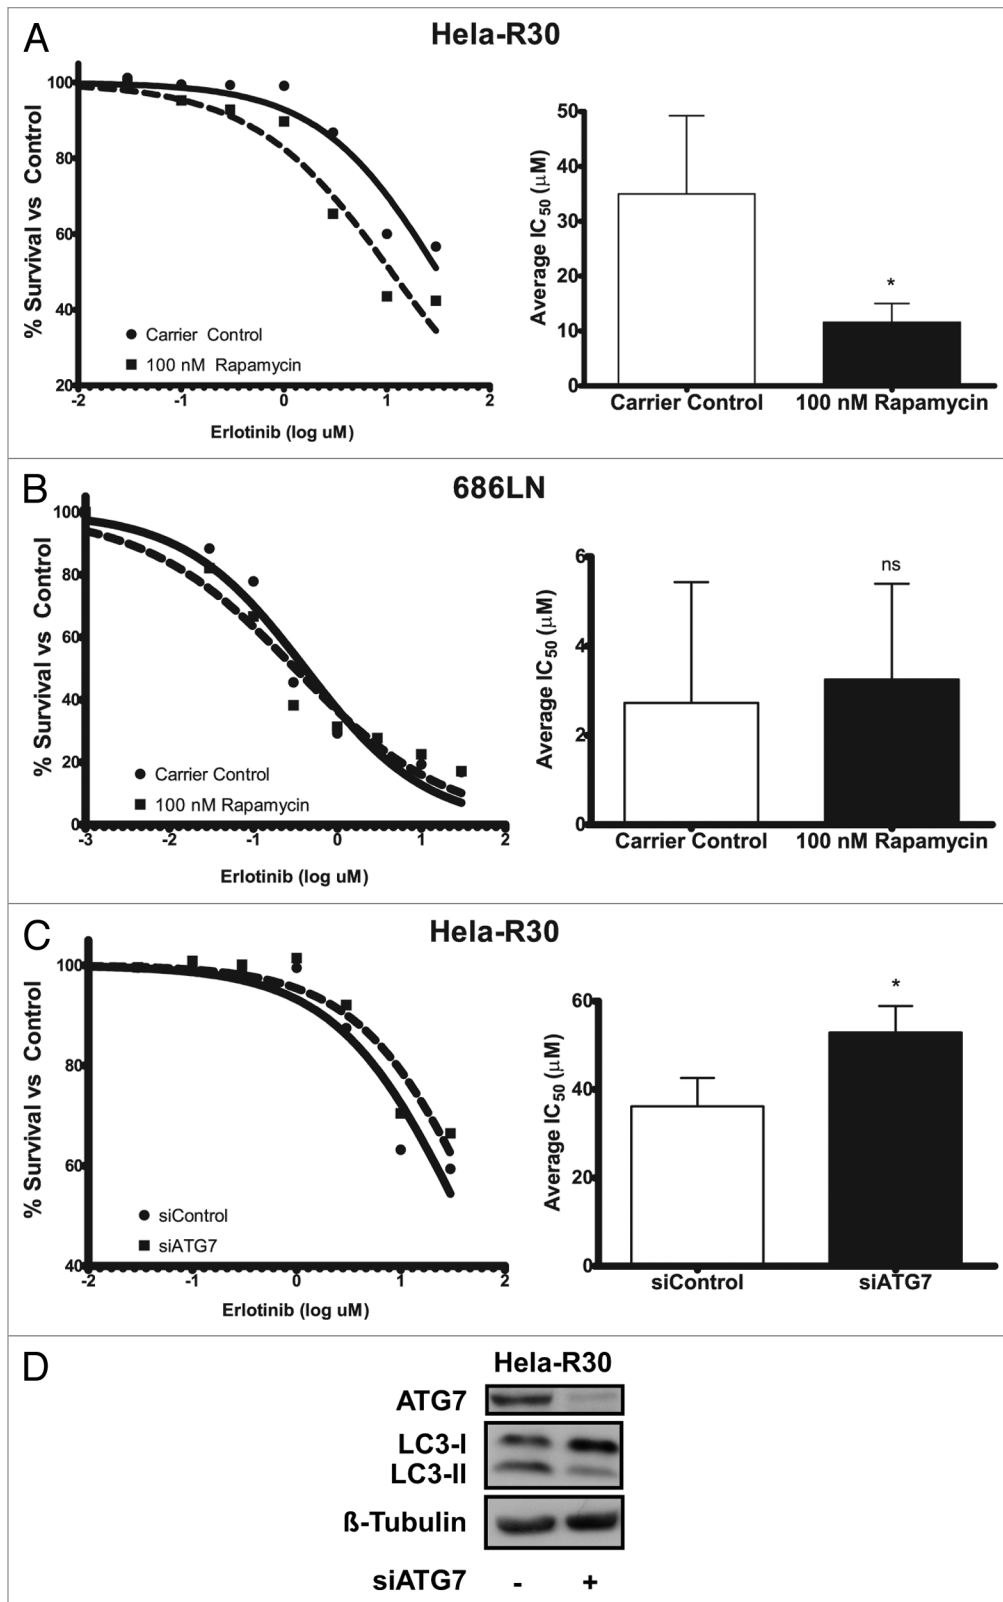 A
Hela-R30
% Survival vs Control
100
80
60
40
20
-2 -1 0 1 2
Carrier Control
100 nM Rapamycin
Erlotinib (log uM)
Average IC50 (μM)
50
40
30
20
10
0
*
Carrier Control 100 nM Rapamycin
B
686LN
% Survival vs Control
100
80
60
40
20
0
-3 -2 -1 0 1 2
Carrier Control
100 nM Rapamycin
Erlotinib (log uM)
Average IC50 (μM)
6
4
2
0
ns
Carrier Control 100 nM Rapamycin
C
Hela-R30
% Survival vs Control
100
80
60
40
-2 -1 0 1 2
siControl
siATG7
Erlotinib (log uM)
Average IC50 (μM)
60
40
20
0
*
siControl siATG7
D
Hela-R30
ATG7
LC3-I
LC3-II
ß-Tubulin
siATG7 - +